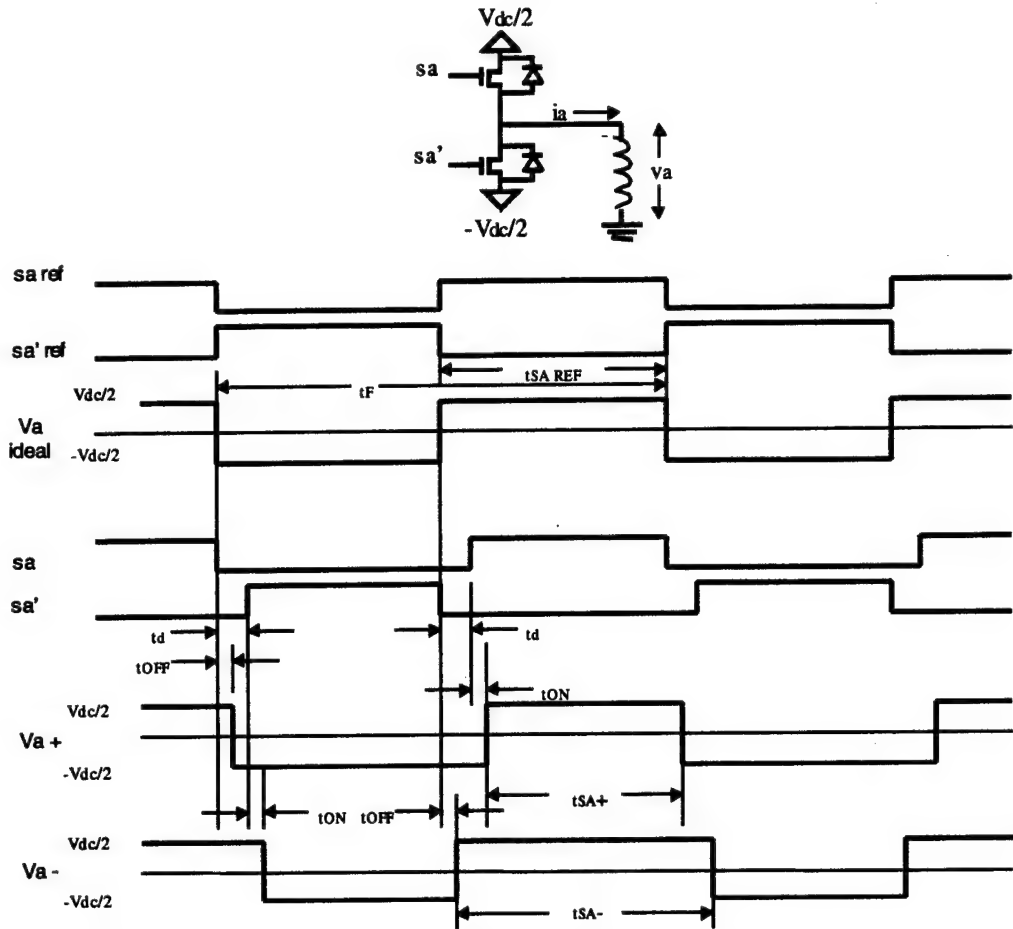 Vdc/2
sa
ia
sa'
va
-Vdc/2
sa ref
sa' ref
tSA REF
tF
Vdc/2
Va
ideal
-Vdc/2
sa
sa'
td
td
tOFF
tON
Vdc/2
Va +
-Vdc/2
tSA+
tON
tOFF
Vdc/2
Va -
-Vdc/2
tSA-